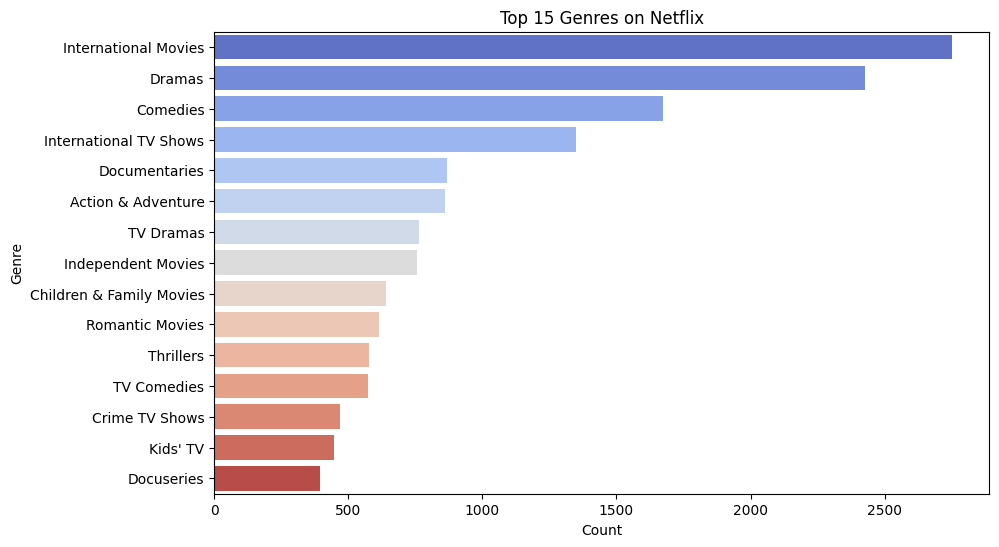 Top 15 Genres on Netflix
Genre
International Movies
Dramas
Comedies
International TV Shows
Documentaries
Action & Adventure
TV Dramas
Independent Movies
Children & Family Movies
Romantic Movies
Thrillers
TV Comedies
Crime TV Shows
Kids' TV
Docuseries
0 500 1000 1500 2000 2500
Count